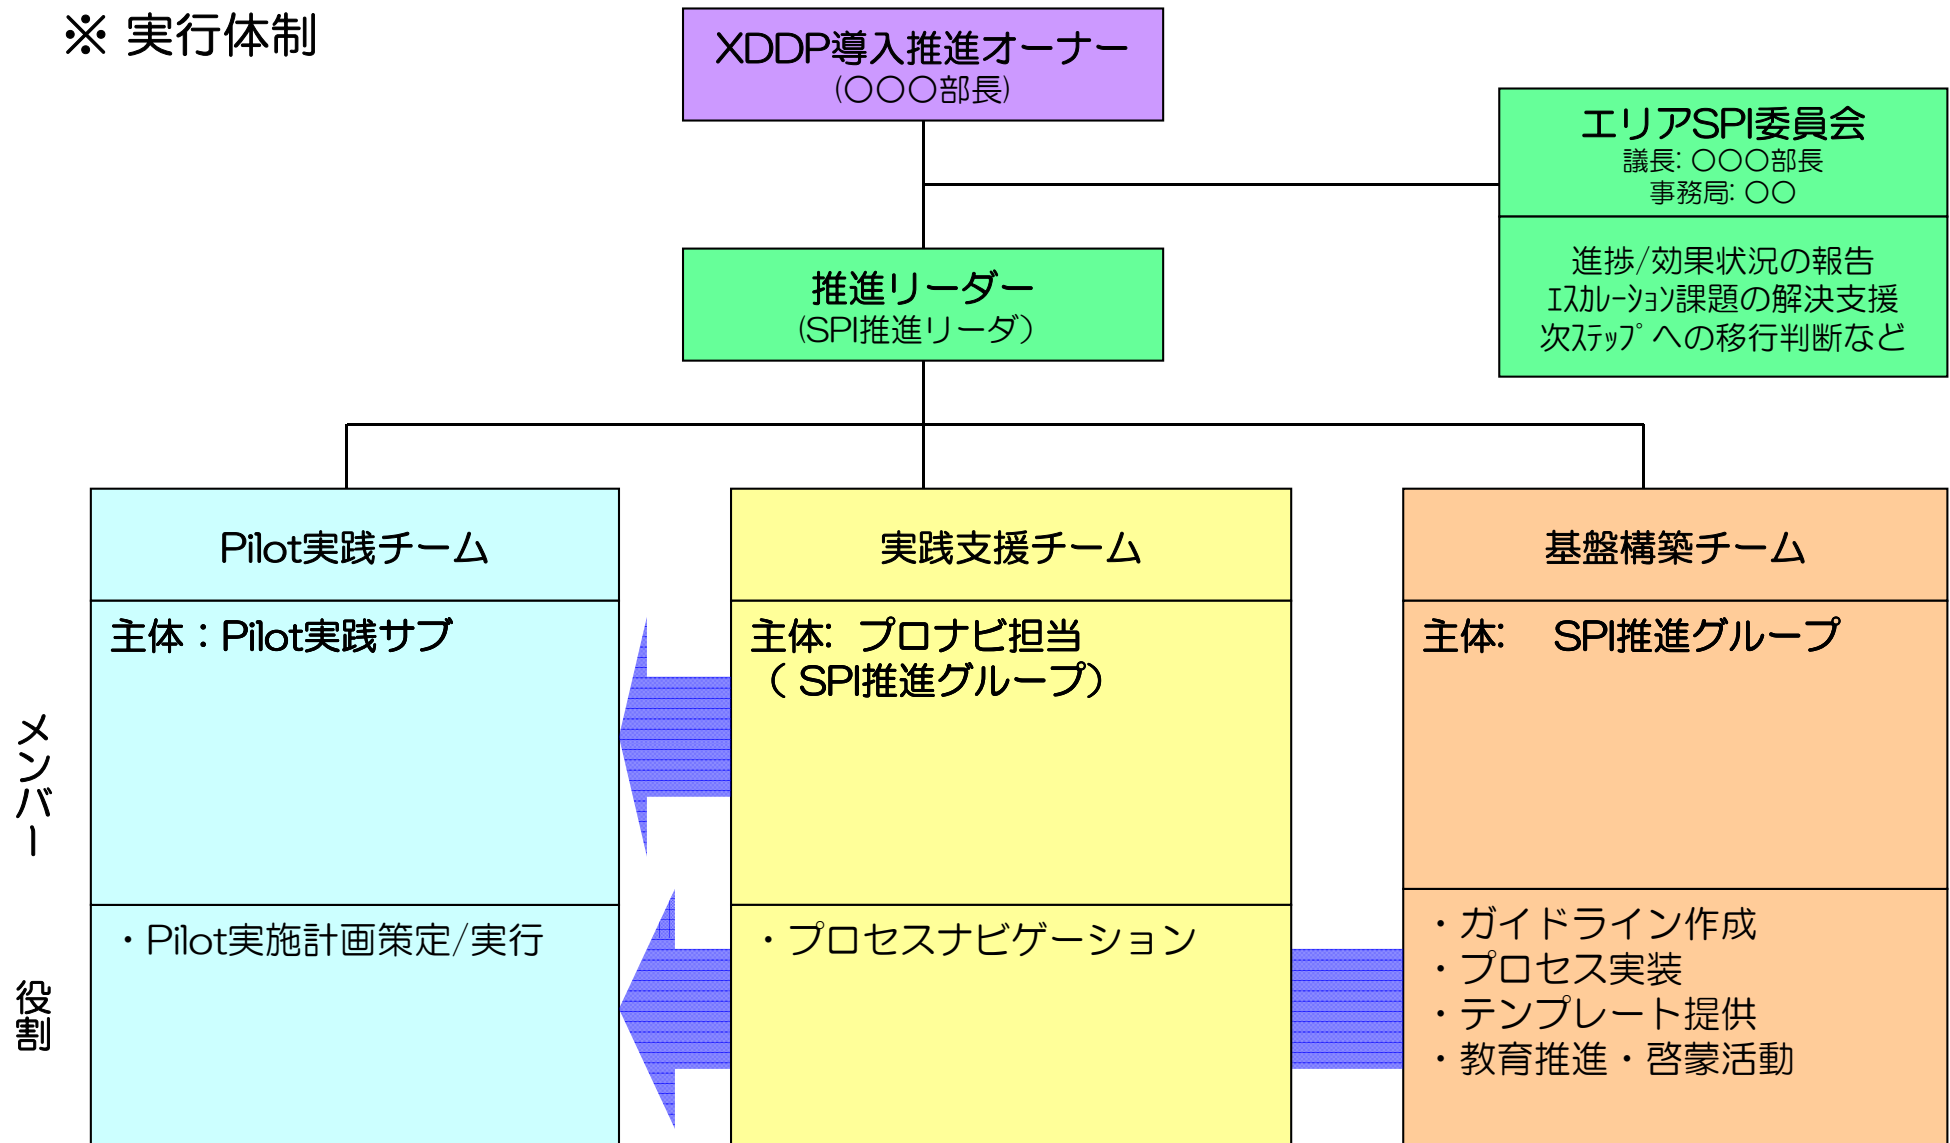 ※ 実行体制
XDDP導入推進オーナー
(〇〇〇部長)
エリアSPI委員会
議長: 〇〇〇部長
事務局: 〇〇
進捗/効果状況の報告
ｴｽｶﾚｰｼｮﾝ課題の解決支援
次ｽﾃｯﾌﾟへの移行判断など
推進リーダー
(SPI推進リーダ）
Pilot実践チーム
実践支援チーム
基盤構築チーム
メンバー
主体：Pilot実践サブ
主体: プロナビ担当
（ SPI推進グループ）
主体:　SPI推進グループ
役割
・Pilot実施計画策定/実行
・プロセスナビゲーション
・ガイドライン作成
・プロセス実装
・テンプレート提供
・教育推進・啓蒙活動